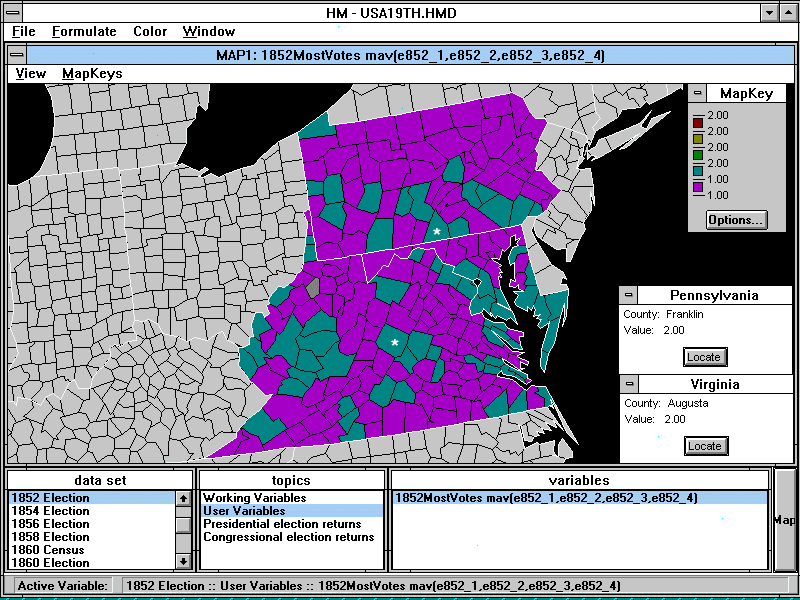 HM - USA19TH.HMD
File Formulate Color Window
MAP1: 1852MostVotes mav(e852_1,e852_2,e852_3,e852_4)
View MapKeys
MapKey
2.00
2.00
2.00
2.00
1.00
1.00
Options...
*
*
Pennsylvania
County: Franklin
Value: 2.00
Locate
Virginia
County: Augusta
Value: 2.00
Locate
data set
1852 Election
1854 Election
1856 Election
1858 Election
1860 Census
1860 Election
topics
Working Variables
User Variables
Presidential election returns
Congressional election returns
variables
1852MostVotes mav(e852_1,e852_2,e852_3,e852_4)
Map
Active Variable: 1852 Election :: User Variables :: 1852MostVotes mav(e852_1,e852_2,e852_3,e852_4)